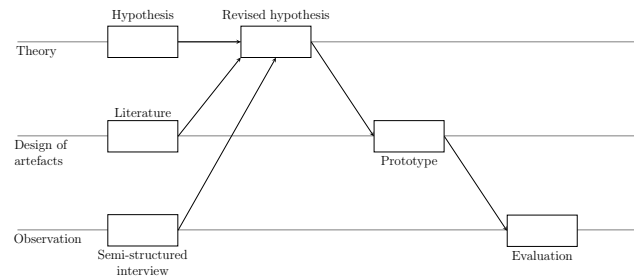 Hypothesis
Revised hypothesis
Theory
Literature
Design of
artefacts
Prototype
Observation
Semi-structured
interview
Evaluation